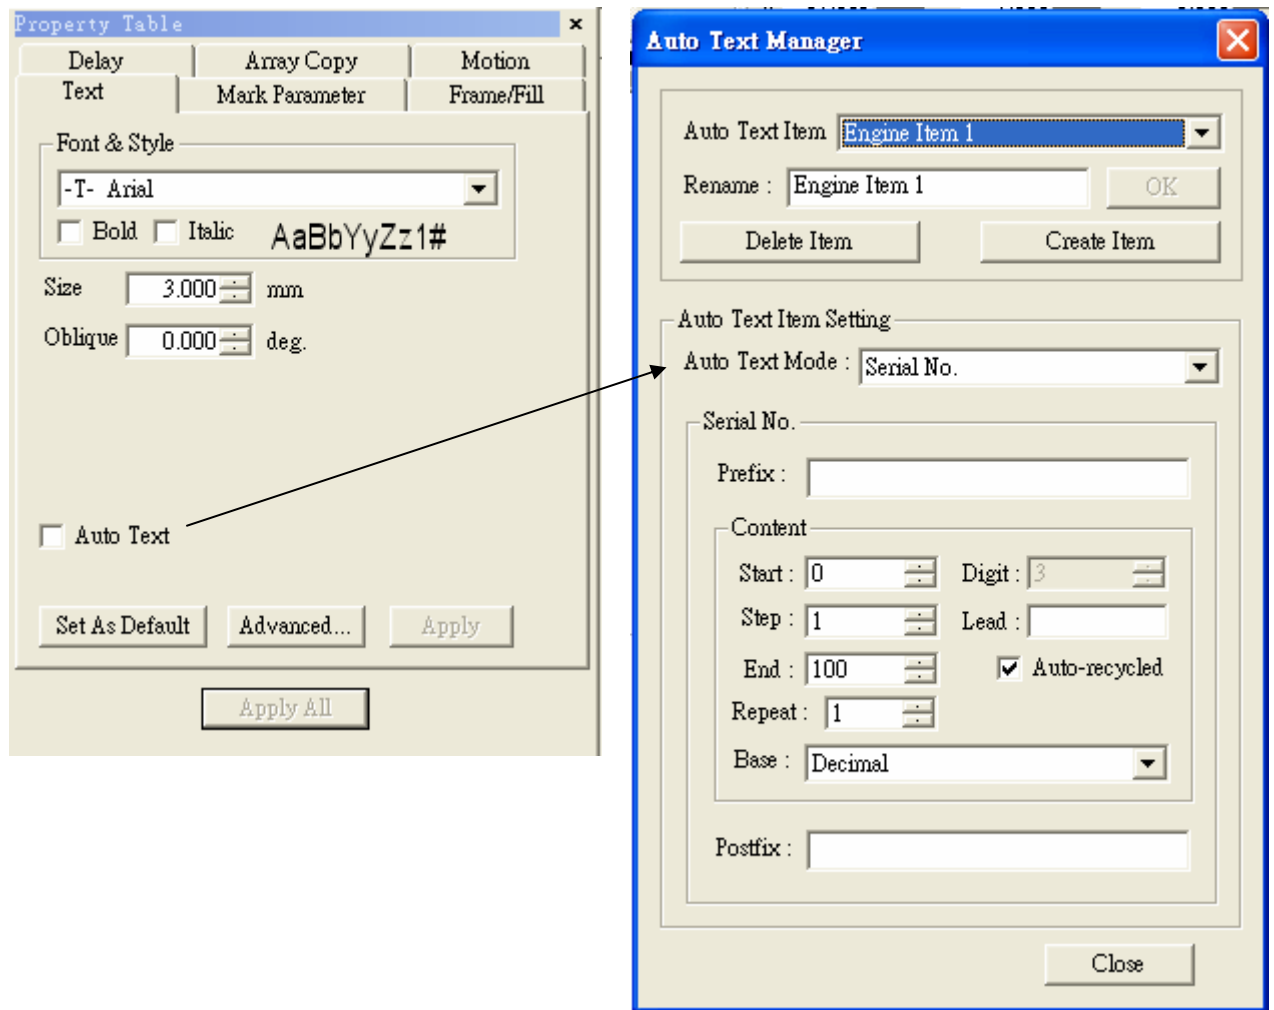 Property Table
Delay
Array Copy
Motion
Text
Mark Parameter
Frame/Fill
Font & Style
-T- Arial
Bold
Italic
AaBbYyZz1#
Size
3.000
mm
Oblique
0.000
deg.
Auto Text
Set As Default
Advanced...
Apply
Apply All
Auto Text Manager
Auto Text Item
Engine Item 1
Rename :
Engine Item 1
OK
Delete Item
Create Item
Auto Text Item Setting
Auto Text Mode :
Serial No.
Serial No.
Prefix :
Content
Start :
0
Digit :
3
Step :
1
Lead :
End :
100
Auto-recycled
Repeat :
1
Base :
Decimal
Postfix :
Close